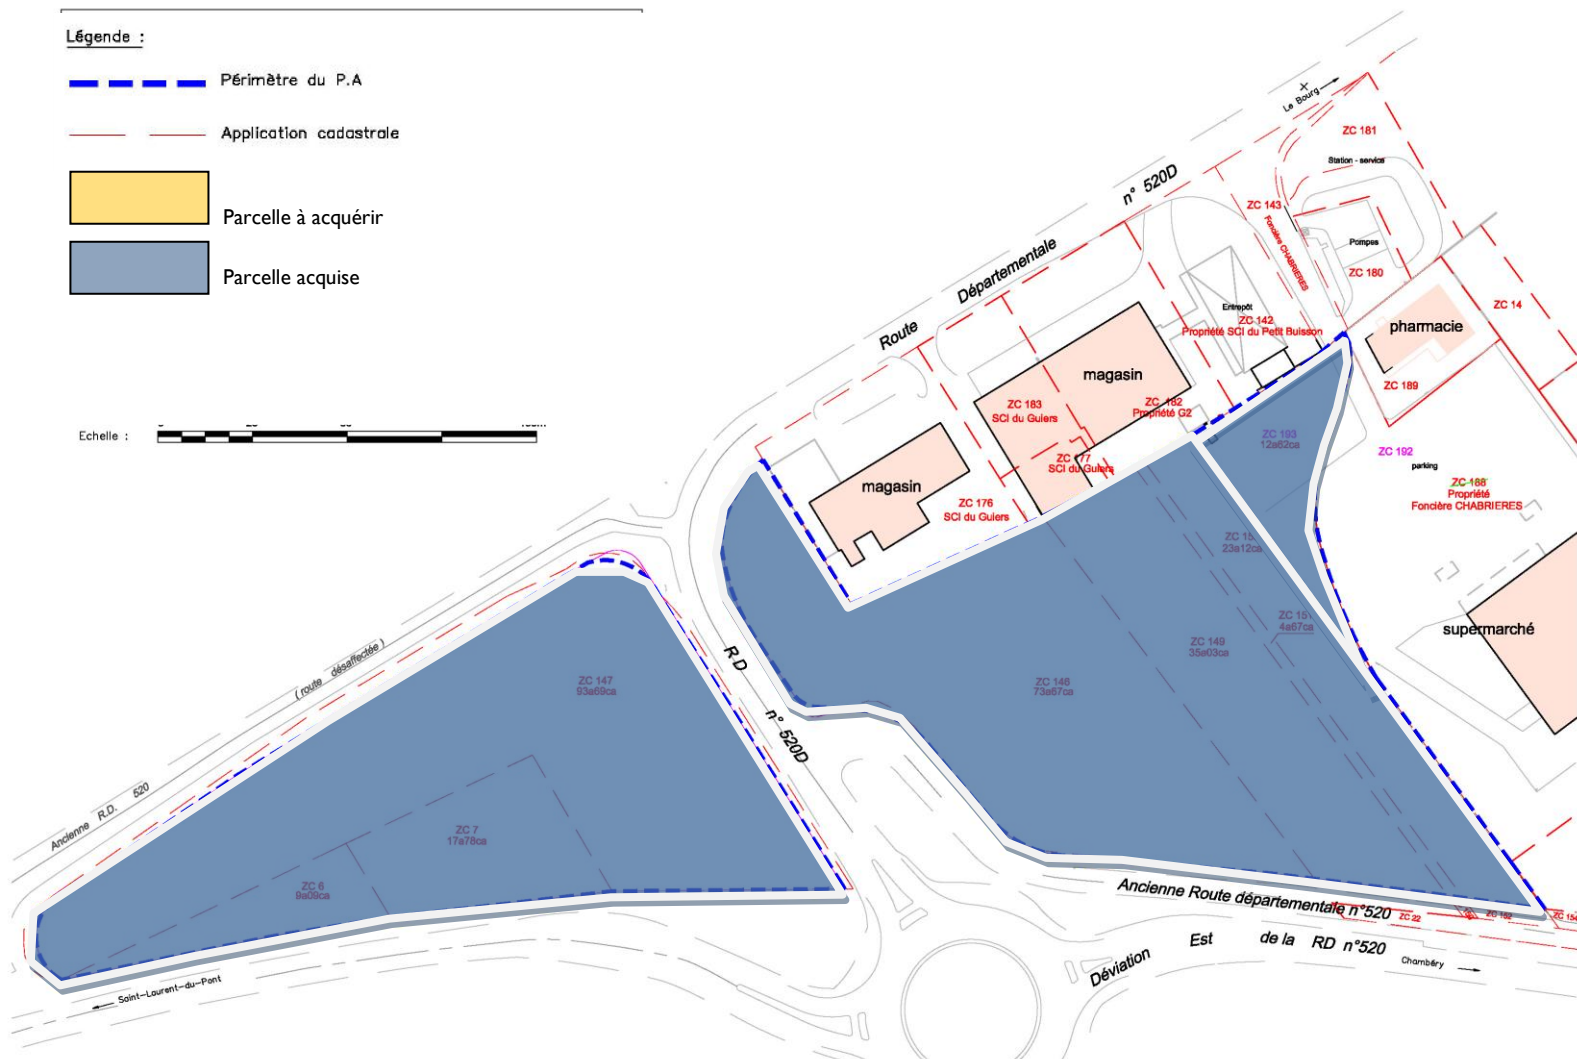 Légende :
Périmètre du P.A
Application cadastrale
Parcelle à acquérir
Parcelle acquise
Echelle :
Le Bourg
ZC 181
Station - service
n° 520D
ZC 143
Foncière CHABRIERES
Pompes
ZC 180
Départementale
Route
Entrepôt
ZC 142
Propriété SCI du Petit Buisson
ZC 14
pharmacie
ZC 189
magasin
ZC 183
SCI du Guiers
ZC 182
Propriété G2
ZC 193
12a62ca
ZC 192
parking
ZC 188
Propriété
Foncière CHABRIERES
SCI du Guiers
magasin
ZC 176
SCI du Guiers
23a12ca
4a67ca
supermarché
ZC 149
35a03ca
ZC 146
73a67ca
(route désaffectée)
ZC 147
93a69ca
R.D
n° 520D
Ancienne R.D. 520
ZC 7
17a78ca
ZC 6
9a09ca
Ancienne Route départementale n°520
ZC 22
ZC 152
ZC 154
Déviation Est de la RD n°520
Chambéry
Saint-Laurent-du-Pont